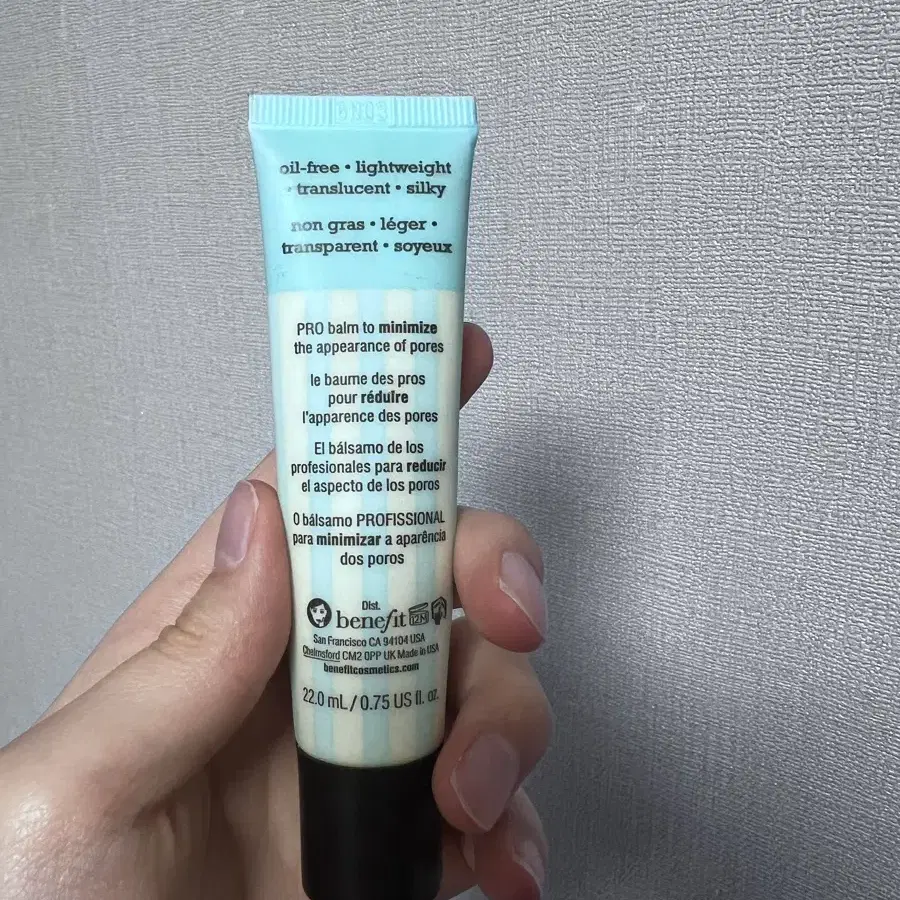 oil-free • lightweight
• translucent • silky
non gras • léger •
transparent • soyeux
PRO balm to minimize
the appearance of pores
le baume des pros
pour réduire
l'apparence des pores
El bálsamo de los
profesionales para reducir
el aspecto de los poros
O bálsamo PROFISSIONAL
para minimizar a aparência
dos poros
Dist.
benefit 12M
San Francisco CA 94104 USA
Chelmsford CM2 0PP UK Made in USA
benefitcosmetics.com
22.0 mL / 0.75 US fl. oz.